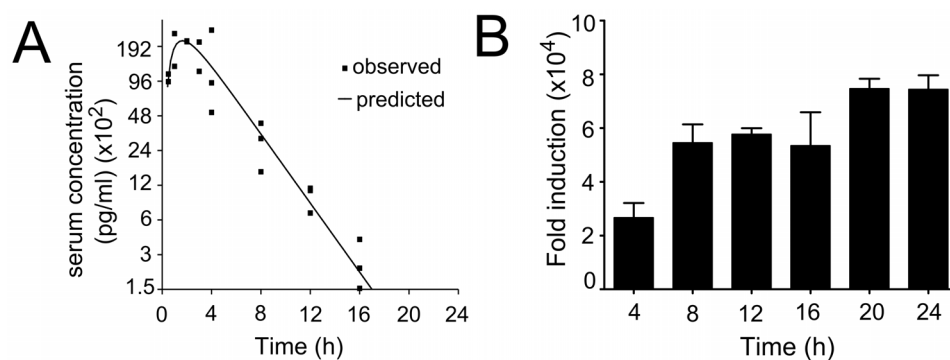 A
serum concentration
(pg/ml) (x10²)
192
96
48
24
12
6
3
1.5
0 4 8 12 16 20 24
Time (h)
observed
predicted
B
Fold induction (x10⁴)
10
8
6
4
2
0
4 8 12 16 20 24
Time (h)